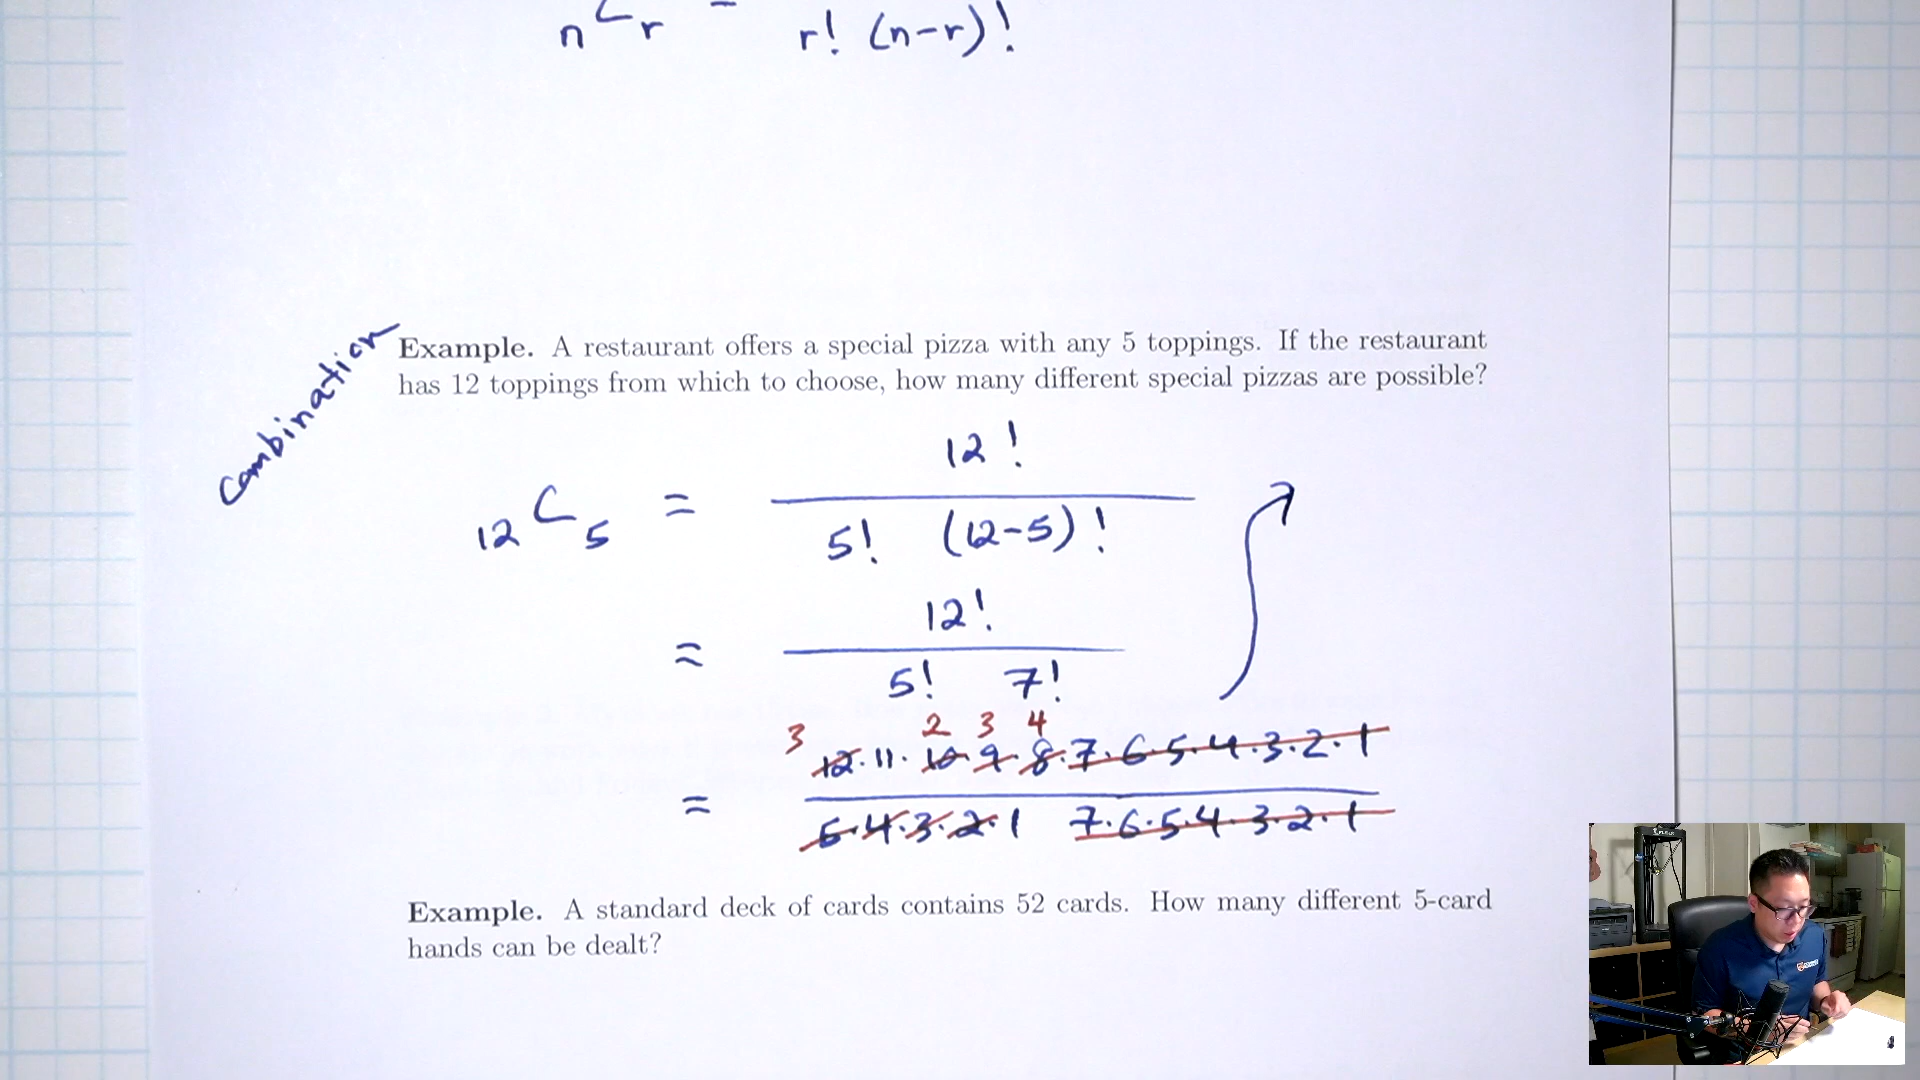 nCr = r! (n-r)!
Combination
Example. A restaurant offers a special pizza with any 5 toppings. If the restaurant
has 12 toppings from which to choose, how many different special pizzas are possible?
12!
12 C 5 =
5! (12-5)!
12!
=
5! 7!
3 2 3 4
12·11·10·9·8·7·6·5·4·3·2·1
=
5·4·3·2·1 7·6·5·4·3·2·1
Example. A standard deck of cards contains 52 cards. How many different 5-card
hands can be dealt?